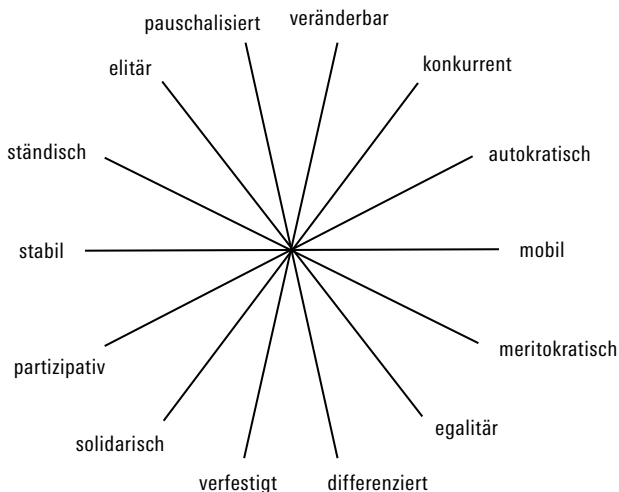 veränderbar
pauschalisiert
konkurrent
elitär
ständisch
autokratisch
stabil
mobil
meritokratisch
partizipativ
egalitär
solidarisch
verfestigt
differenziert